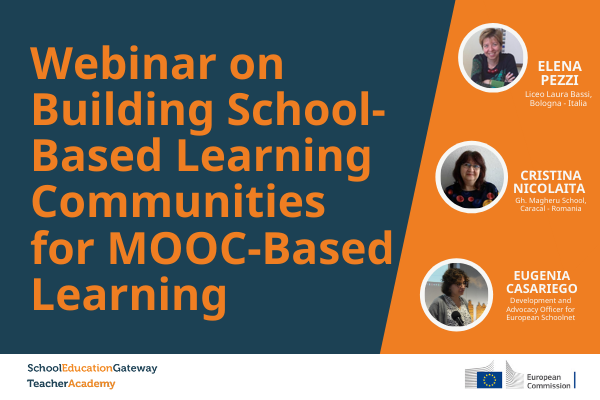 Webinar on
Building School-
Based Learning
Communities
for MOOC-Based
Learning
ELENA
PEZZI
Liceo Laura Bassi,
Bologna - Italia
CRISTINA
NICOLAITA
Gh. Magheru School,
Caracal - Romania
EUGENIA
CASARIEGO
Development and
Advocacy Officer for
European Schoolnet
SchoolEducationGateway
TeacherAcademy
European
Commission